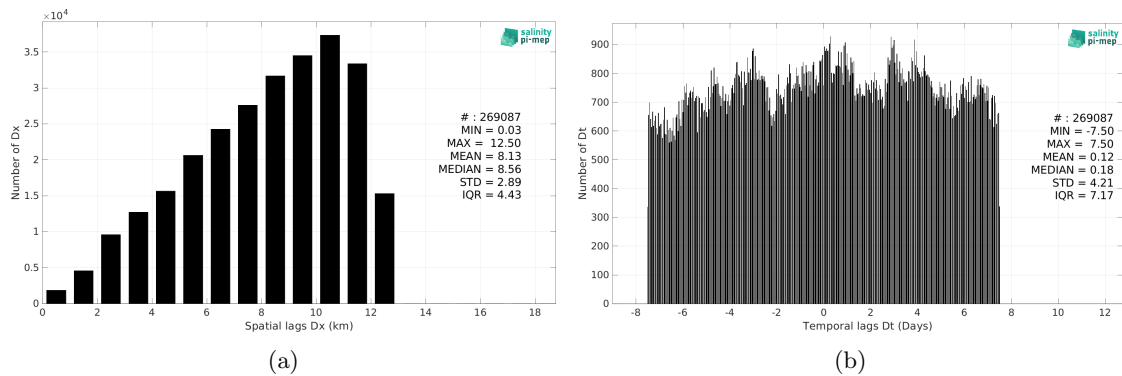 ×10^4
3.5
3
2.5
2
1.5
1
0.5
0
Number of Dx
0 2 4 6 8 10 12 14 16 18
Spatial lags Dx (km)
salinity
pi-mep
# : 269087
MIN = 0.03
MAX = 12.50
MEAN = 8.13
MEDIAN = 8.56
STD = 2.89
IQR = 4.43
(a)
900
800
700
600
500
400
300
200
100
0
Number of Dt
-8 -6 -4 -2 0 2 4 6 8 10 12
Temporal lags Dt (Days)
salinity
pi-mep
# : 269087
MIN = -7.50
MAX = 7.50
MEAN = 0.12
MEDIAN = 0.18
STD = 4.21
IQR = 7.17
(b)